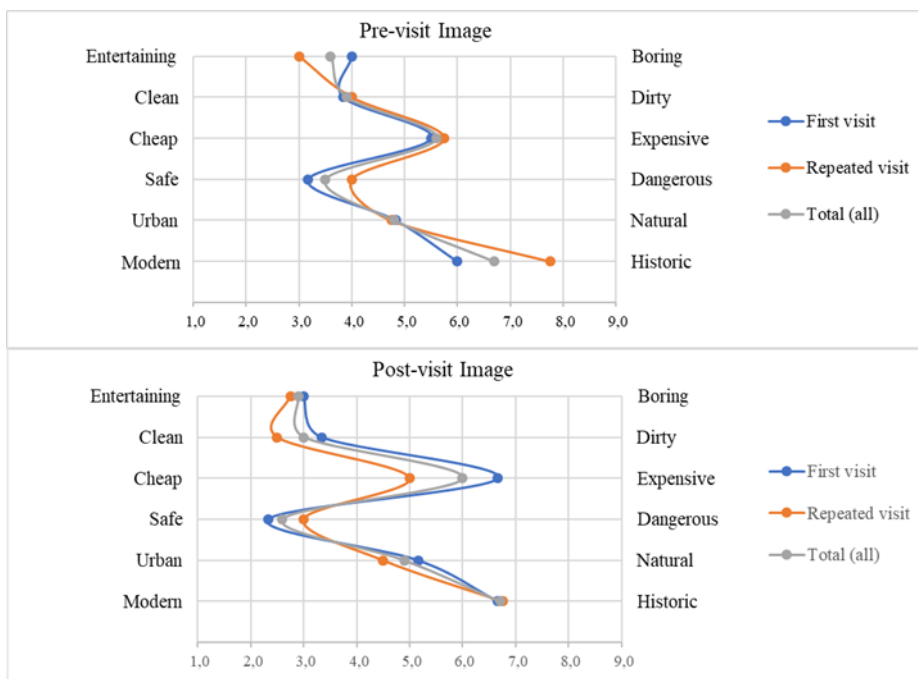 Pre-visit Image
Entertaining Boring
Clean Dirty
Cheap Expensive First visit
Safe Dangerous Repeated visit
Urban Natural Total (all)
Modern Historic
1,0 2,0 3,0 4,0 5,0 6,0 7,0 8,0 9,0
Post-visit Image
Entertaining Boring
Clean Dirty
Cheap Expensive First visit
Safe Dangerous Repeated visit
Urban Natural Total (all)
Modern Historic
1,0 2,0 3,0 4,0 5,0 6,0 7,0 8,0 9,0